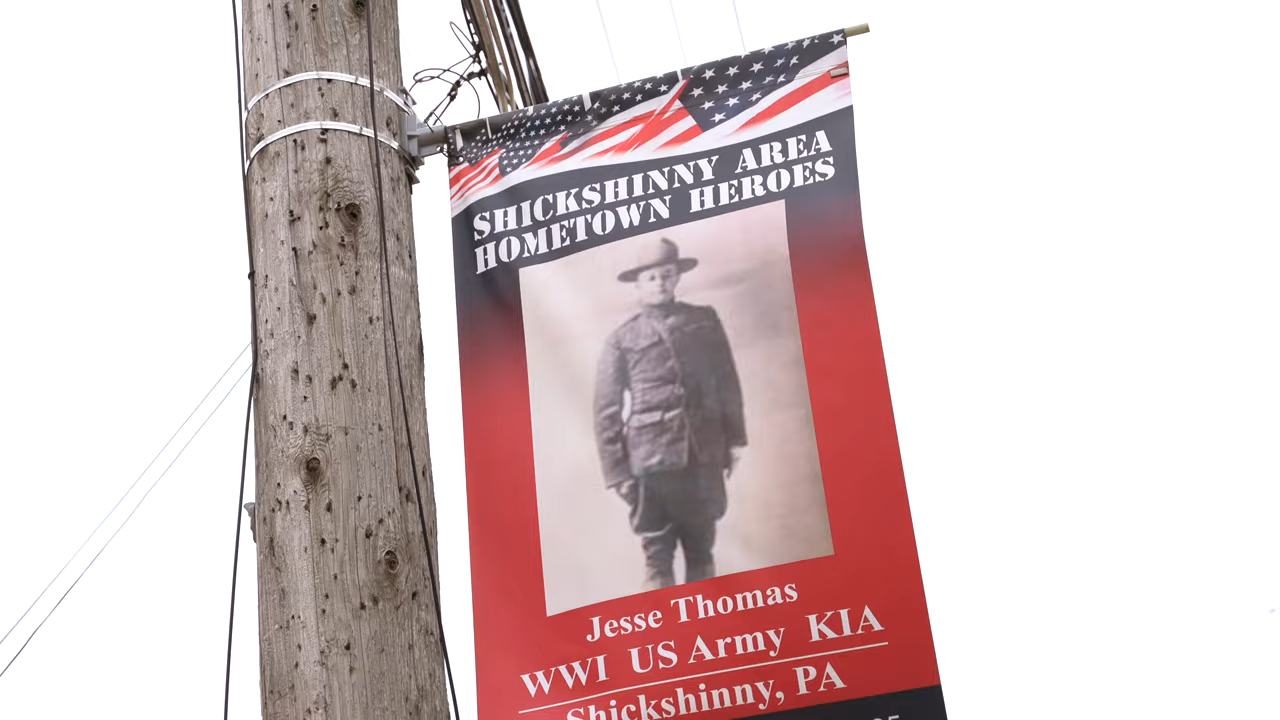 SHICKSHINNY AREA
HOMETOWN HEROES
Jesse Thomas
WWI US Army KIA
Shickshinny, PA